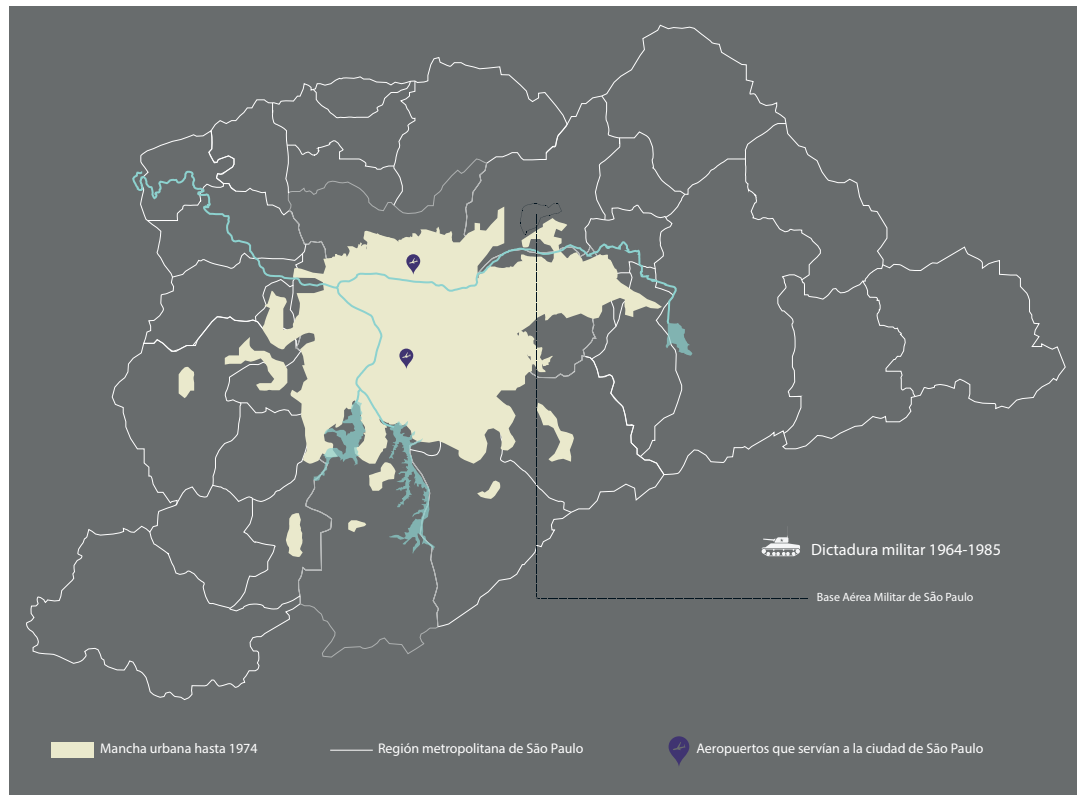 Dictadura militar 1964-1985
Base Aérea Militar de São Paulo
Mancha urbana hasta 1974
Región metropolitana de São Paulo
Aeropuertos que servían a la ciudad de São Paulo